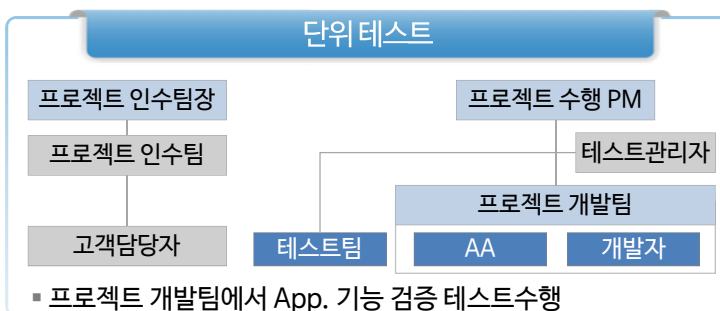 단위 테스트
프로젝트 인수팀장
프로젝트 수행 PM
프로젝트 인수팀
테스트관리자
프로젝트 개발팀
고객담당자
테스트팀
AA
개발자
▪ 프로젝트 개발팀에서 App. 기능 검증 테스트수행